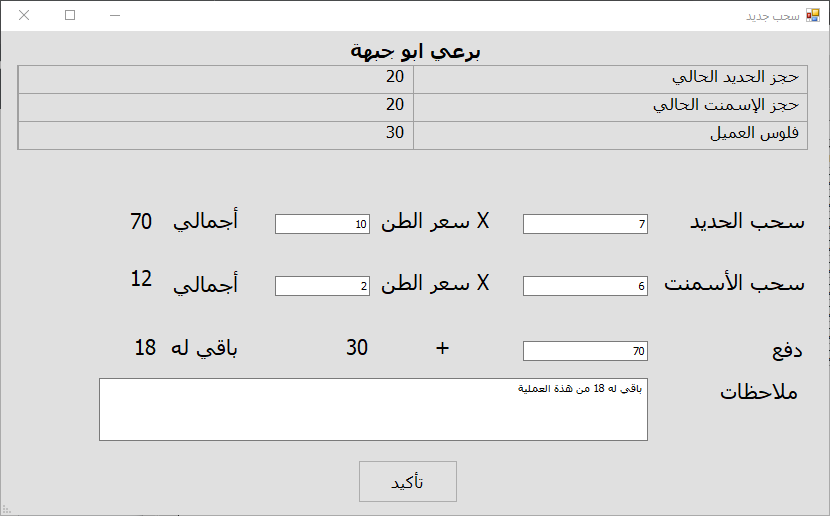 سحب جديد
برعي ابو جبهة
حجز الحديد الحالي 20
حجز الإسمنت الحالي 20
فلوس العميل 30
سحب الحديد 7 X سعر الطن 10 أجمالي 70
سحب الأسمنت 6 X سعر الطن 2 أجمالي 12
دفع 70 + 30 باقي له 18
ملاحظات باقي له 18 من هذة العملية
تأكيد